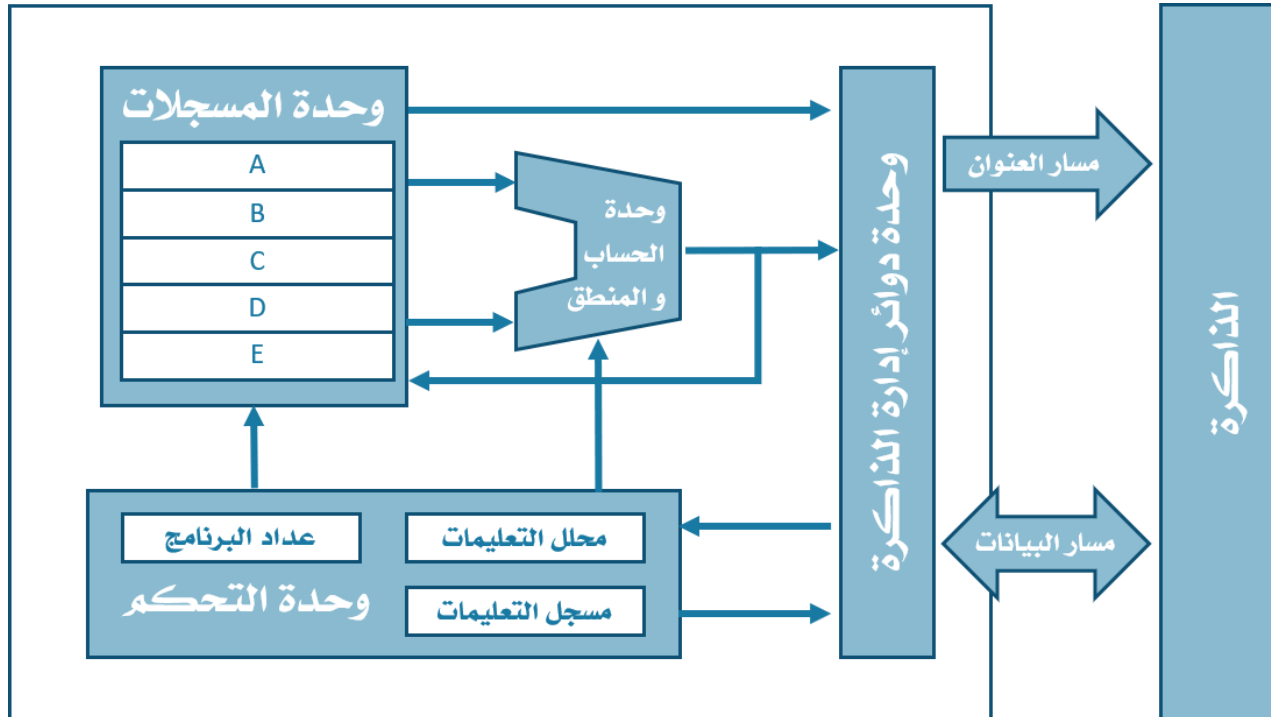 وحدة المسجلات
A
B
C
D
E
وحدة
الحساب
والمنطق
وحدة دوائر إدارة الذاكرة
مسار العنوان
الذاكرة
مسار البيانات
عداد البرنامج
محلل التعليمات
وحدة التحكم
مسجل التعليمات